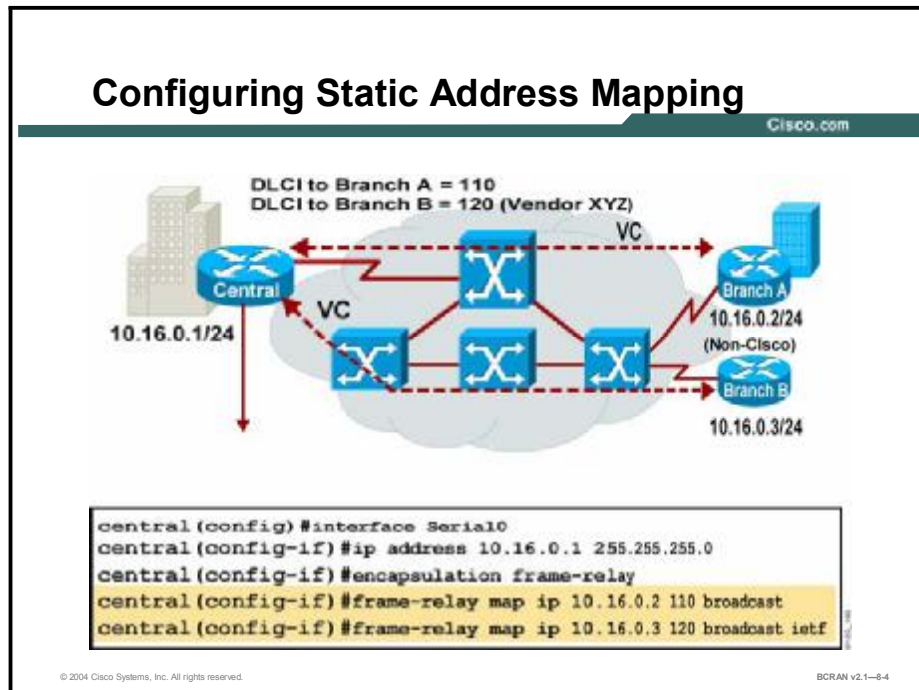 Configuring Static Address Mapping
Cisco.com
DLCI to Branch A = 110
DLCI to Branch B = 120 (Vendor XYZ)
VC
Central
VC
10.16.0.1/24
Branch A
10.16.0.2/24
(Non-Cisco)
Branch B
10.16.0.3/24
central(config)#interface Serial0
central(config-if)#ip address 10.16.0.1 255.255.255.0
central(config-if)#encapsulation frame-relay
central(config-if)#frame-relay map ip 10.16.0.2 110 broadcast
central(config-if)#frame-relay map ip 10.16.0.3 120 broadcast ietf
© 2004 Cisco Systems, Inc. All rights reserved.
BCRAN v2.1—8-4